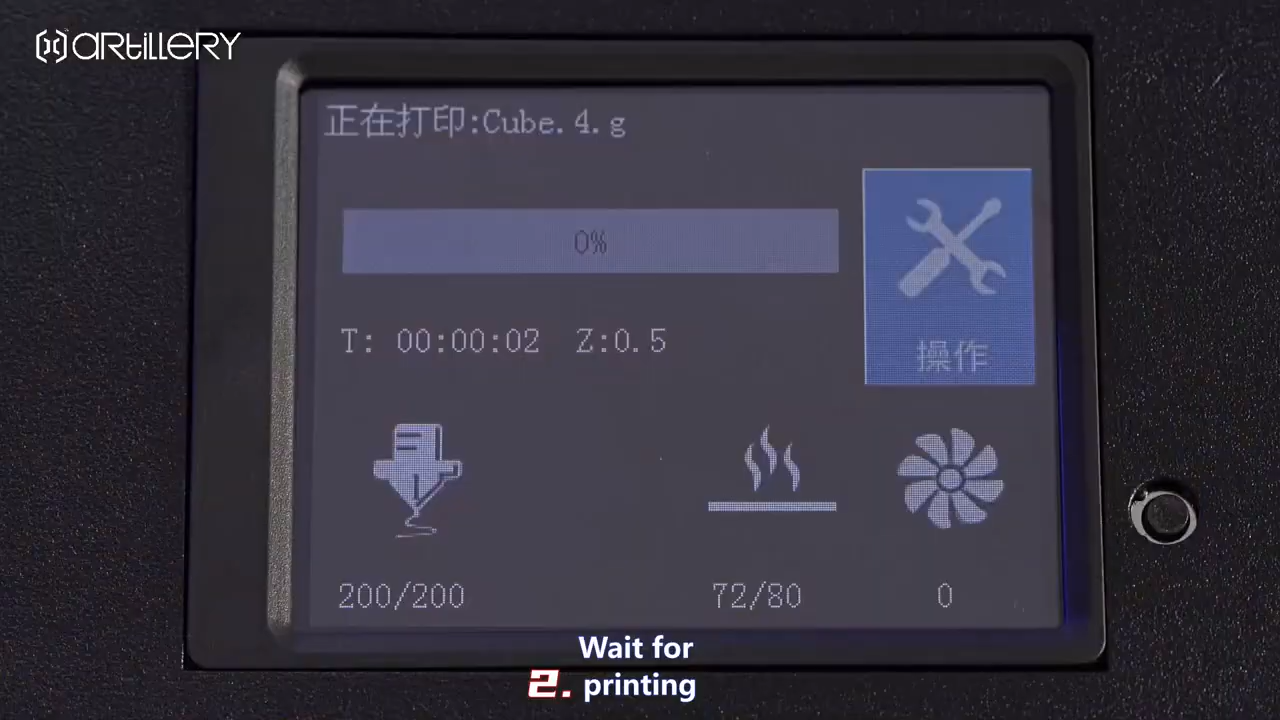 ARTILLERY
正在打印:Cube.4.g
0%
T: 00:00:02 Z:0.5
操作
200/200
72/80
0
Wait for
2. printing